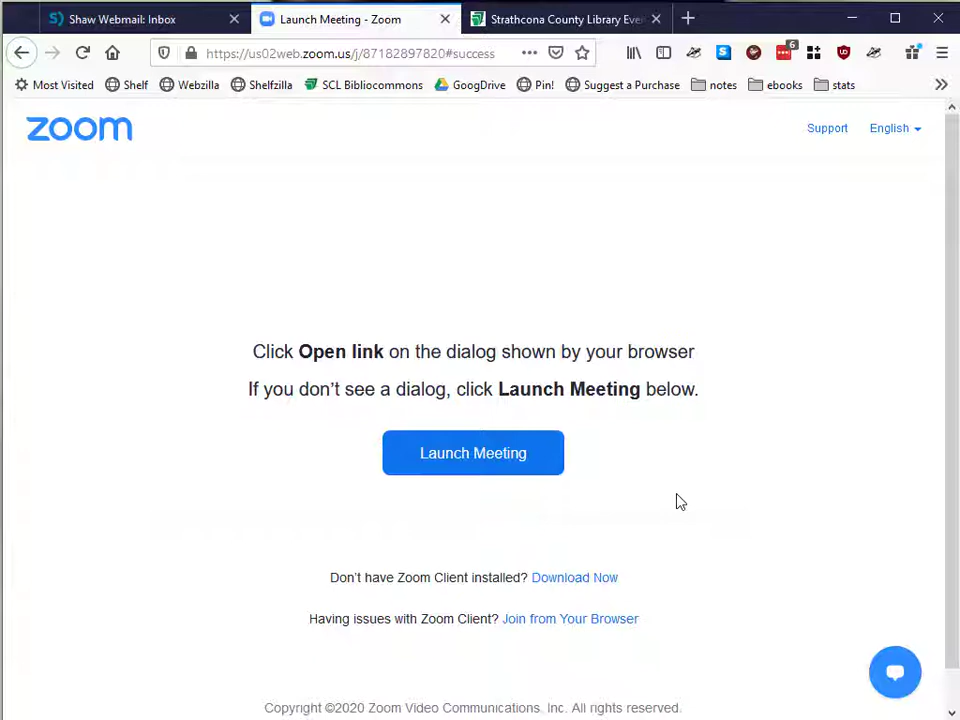 Shaw Webmail: Inbox
Launch Meeting - Zoom
Strathcona County Library Eve
https://us02web.zoom.us/j/87182897820#success
6
Most Visited
Shelf
Webzilla
Shelfzilla
SCL Bibliocommons
GoogDrive
Pin!
Suggest a Purchase
notes
ebooks
stats
zoom
Support
English
Click Open link on the dialog shown by your browser
If you don't see a dialog, click Launch Meeting below.
Launch Meeting
Don't have Zoom Client installed? Download Now
Having issues with Zoom Client? Join from Your Browser
Copyright ©2020 Zoom Video Communications, Inc. All rights reserved.